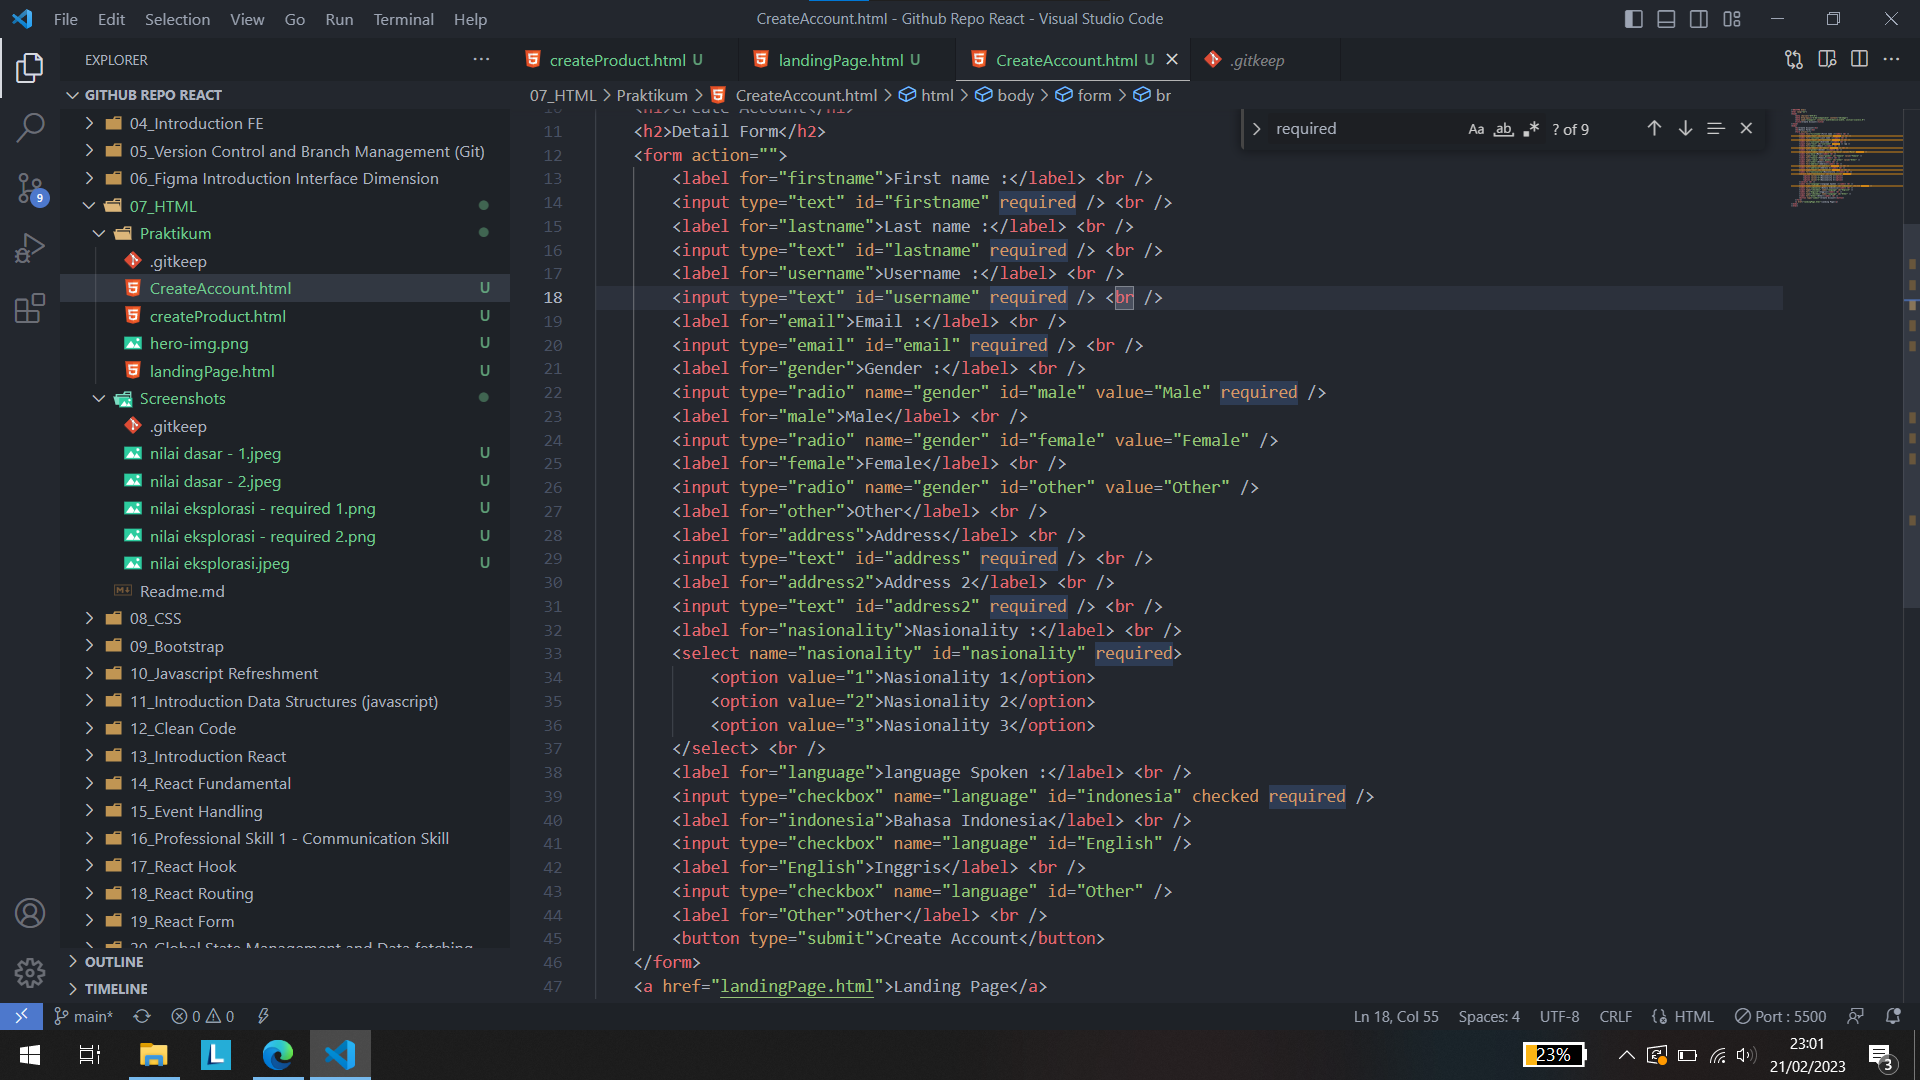 File Edit Selection View Go Run Terminal Help
CreateAccount.html - Github Repo React - Visual Studio Code
EXPLORER
GITHUB REPO REACT
04_Introduction FE
05_Version Control and Branch Management (Git)
06_Figma Introduction Interface Dimension
07_HTML
Praktikum
.gitkeep
CreateAccount.html U
createProduct.html U
hero-img.png U
landingPage.html U
Screenshots
.gitkeep
nilai dasar - 1.jpeg U
nilai dasar - 2.jpeg U
nilai eksplorasi - required 1.png U
nilai eksplorasi - required 2.png U
nilai eksplorasi.jpeg U
Readme.md
08_CSS
09_Bootstrap
10_Javascript Refreshment
11_Introduction Data Structures (javascript)
12_Clean Code
13_Introduction React
14_React Fundamental
15_Event Handling
16_Professional Skill 1 - Communication Skill
17_React Hook
18_React Routing
19_React Form
20_Global State Management and Data fetching
OUTLINE
TIMELINE
9
createProduct.html U
landingPage.html U
CreateAccount.html U
.gitkeep
07_HTML > Praktikum > CreateAccount.html > html > body > form > br
required
Aa ab .* ? of 9
10 <h1>Create Account</h1>
11 <h2>Detail Form</h2>
12 <form action="">
13 <label for="firstname">First name :</label> <br />
14 <input type="text" id="firstname" required /> <br />
15 <label for="lastname">Last name :</label> <br />
16 <input type="text" id="lastname" required /> <br />
17 <label for="username">Username :</label> <br />
18 <input type="text" id="username" required /> <br />
19 <label for="email">Email :</label> <br />
20 <input type="email" id="email" required /> <br />
21 <label for="gender">Gender :</label> <br />
22 <input type="radio" name="gender" id="male" value="Male" required />
23 <label for="male">Male</label> <br />
24 <input type="radio" name="gender" id="female" value="Female" />
25 <label for="female">Female</label> <br />
26 <input type="radio" name="gender" id="other" value="Other" />
27 <label for="other">Other</label> <br />
28 <label for="address">Address</label> <br />
29 <input type="text" id="address" required /> <br />
30 <label for="address2">Address 2</label> <br />
31 <input type="text" id="address2" required /> <br />
32 <label for="nasionality">Nasionality :</label> <br />
33 <select name="nasionality" id="nasionality" required>
34 <option value="1">Nasionality 1</option>
35 <option value="2">Nasionality 2</option>
36 <option value="3">Nasionality 3</option>
37 </select> <br />
38 <label for="language">language Spoken :</label> <br />
39 <input type="checkbox" name="language" id="indonesia" checked required />
40 <label for="indonesia">Bahasa Indonesia</label> <br />
41 <input type="checkbox" name="language" id="English" />
42 <label for="English">Inggris</label> <br />
43 <input type="checkbox" name="language" id="Other" />
44 <label for="Other">Other</label> <br />
45 <button type="submit">Create Account</button>
46 </form>
47 <a href="landingPage.html">Landing Page</a>
main* 0 0
Ln 18, Col 55 Spaces: 4 UTF-8 CRLF HTML Port : 5500
L
23%
23:01
21/02/2023
3